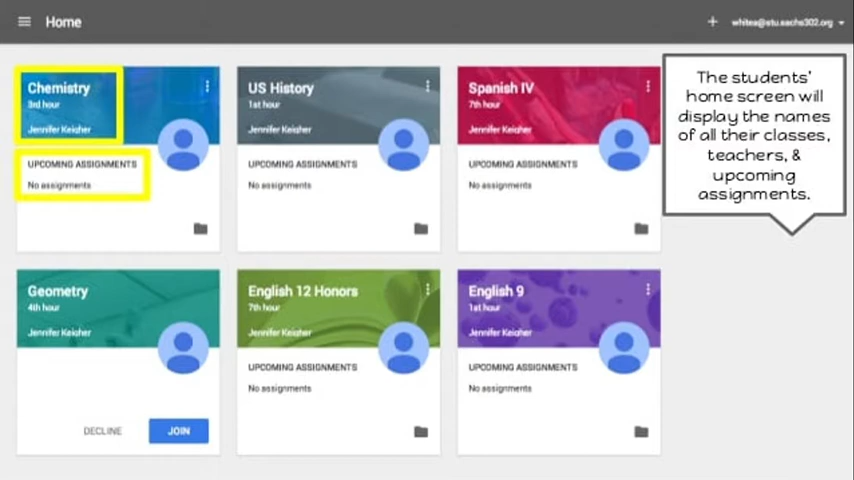 Home
whitea@stu.sachs302.org
Chemistry
3rd hour
Jennifer Keigher
UPCOMING ASSIGNMENTS
No assignments
US History
1st hour
Jennifer Keigher
UPCOMING ASSIGNMENTS
No assignments
Spanish IV
7th hour
Jennifer Keigher
UPCOMING ASSIGNMENTS
No assignments
The students'
home screen will
display the names
of all their classes,
teachers, &
upcoming
assignments.
Geometry
4th hour
Jennifer Keigher
DECLINE
JOIN
English 12 Honors
7th hour
Jennifer Keigher
UPCOMING ASSIGNMENTS
No assignments
English 9
1st hour
Jennifer Keigher
UPCOMING ASSIGNMENTS
No assignments